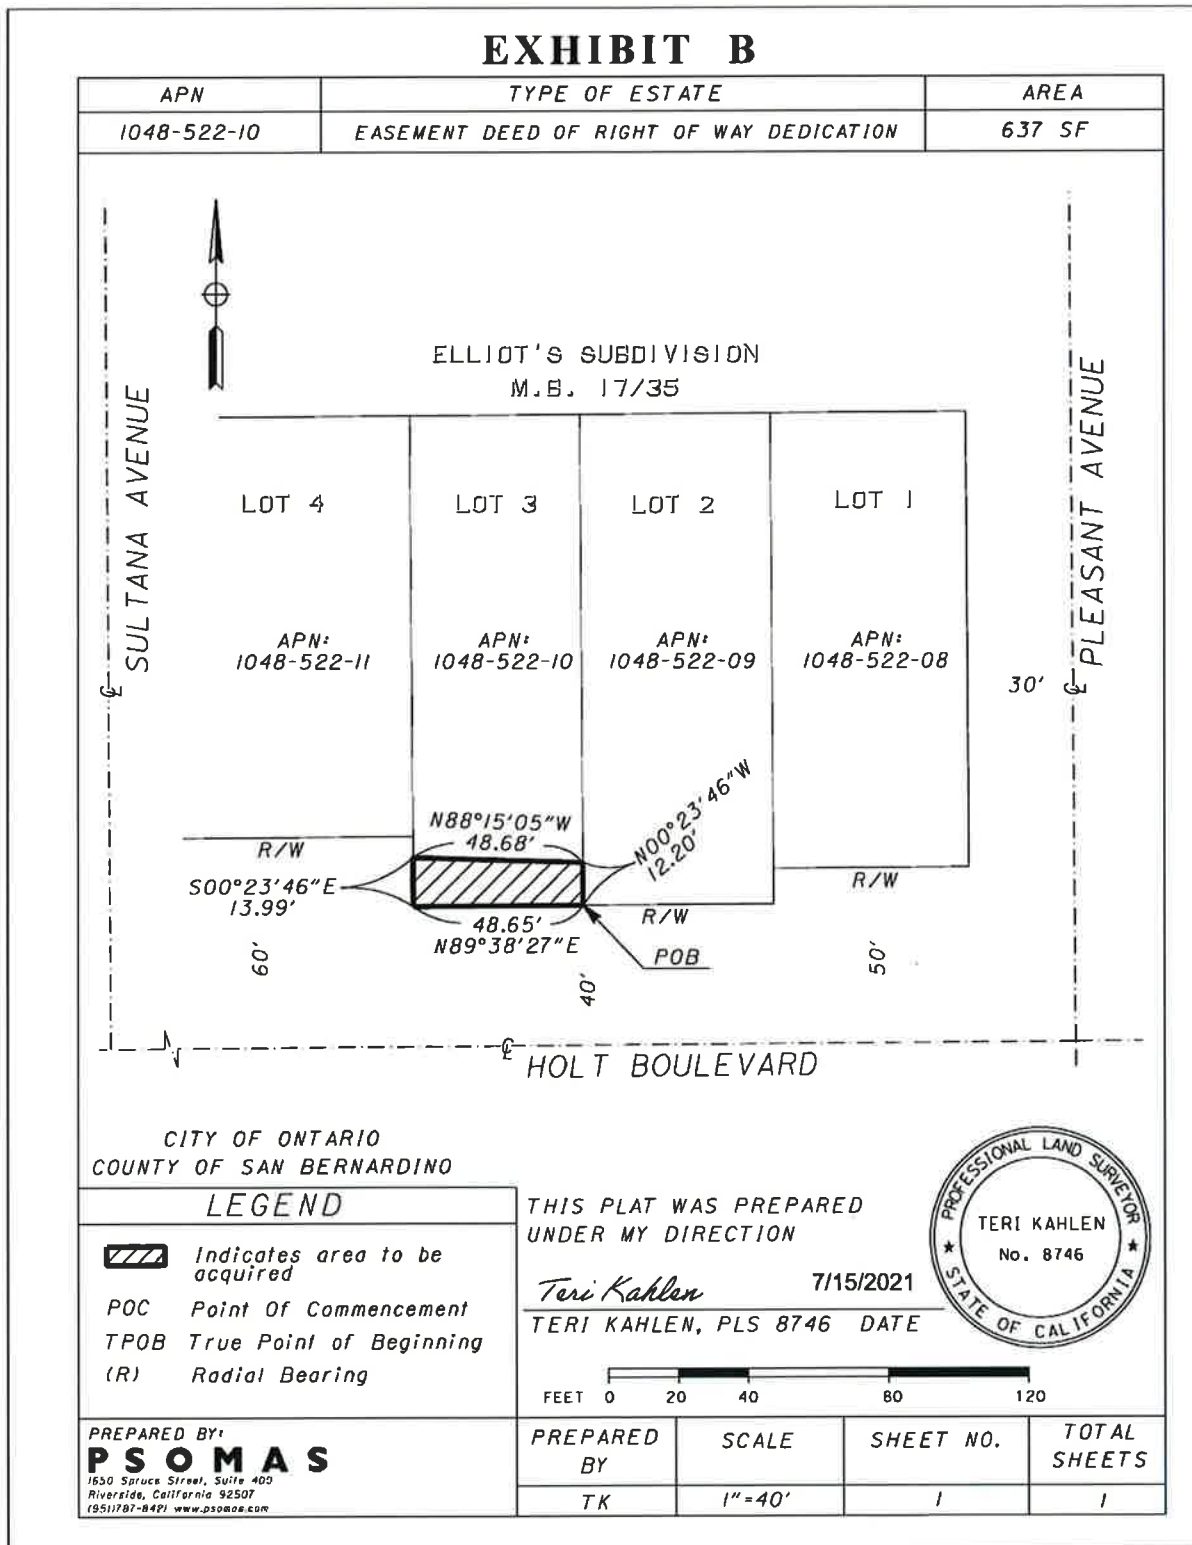 EXHIBIT B
APN
TYPE OF ESTATE
AREA
1048-522-10
EASEMENT DEED OF RIGHT OF WAY DEDICATION
637 SF
ELLIOT'S SUBDIVISION
M.B. 17/35
SULTANA AVENUE
PLEASANT AVENUE
LOT 4
LOT 3
LOT 2
LOT 1
APN:
1048-522-11
APN:
1048-522-10
APN:
1048-522-09
APN:
1048-522-08
30'
℄
℄
N88°15'05"W
48.68'
N00°23'46"W
12.20'
R/W
S00°23'46"E
13.99'
R/W
48.65'
N89°38'27"E
R/W
POB
60'
40'
50'
℄
HOLT BOULEVARD
CITY OF ONTARIO
COUNTY OF SAN BERNARDINO
LEGEND
Indicates area to be
acquired
POC Point Of Commencement
TPOB True Point of Beginning
(R) Radial Bearing
THIS PLAT WAS PREPARED
UNDER MY DIRECTION
Teri Kahlen 7/15/2021
TERI KAHLEN, PLS 8746 DATE
PROFESSIONAL LAND SURVEYOR
TERI KAHLEN
No. 8746
★ STATE OF CALIFORNIA ★
FEET 0 20 40 80 120
PREPARED BY:
PSOMAS
1650 Spruce Street, Suite 400
Riverside, California 92507
(951)787-8421 www.psomas.com
PREPARED
BY
SCALE
SHEET NO.
TOTAL
SHEETS
TK
1"=40'
1
1